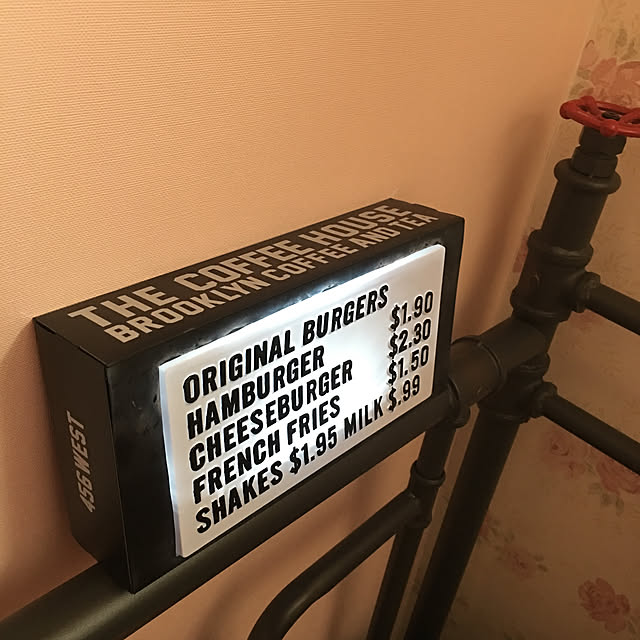 THE COFFEE HOUSE
BROOKLYN COFFEE AND TEA
456 WEST
ORIGINAL BURGERS
HAMBURGER $1.90
CHEESEBURGER $2.30
FRENCH FRIES $1.50
SHAKES $1.95 MILK $.99